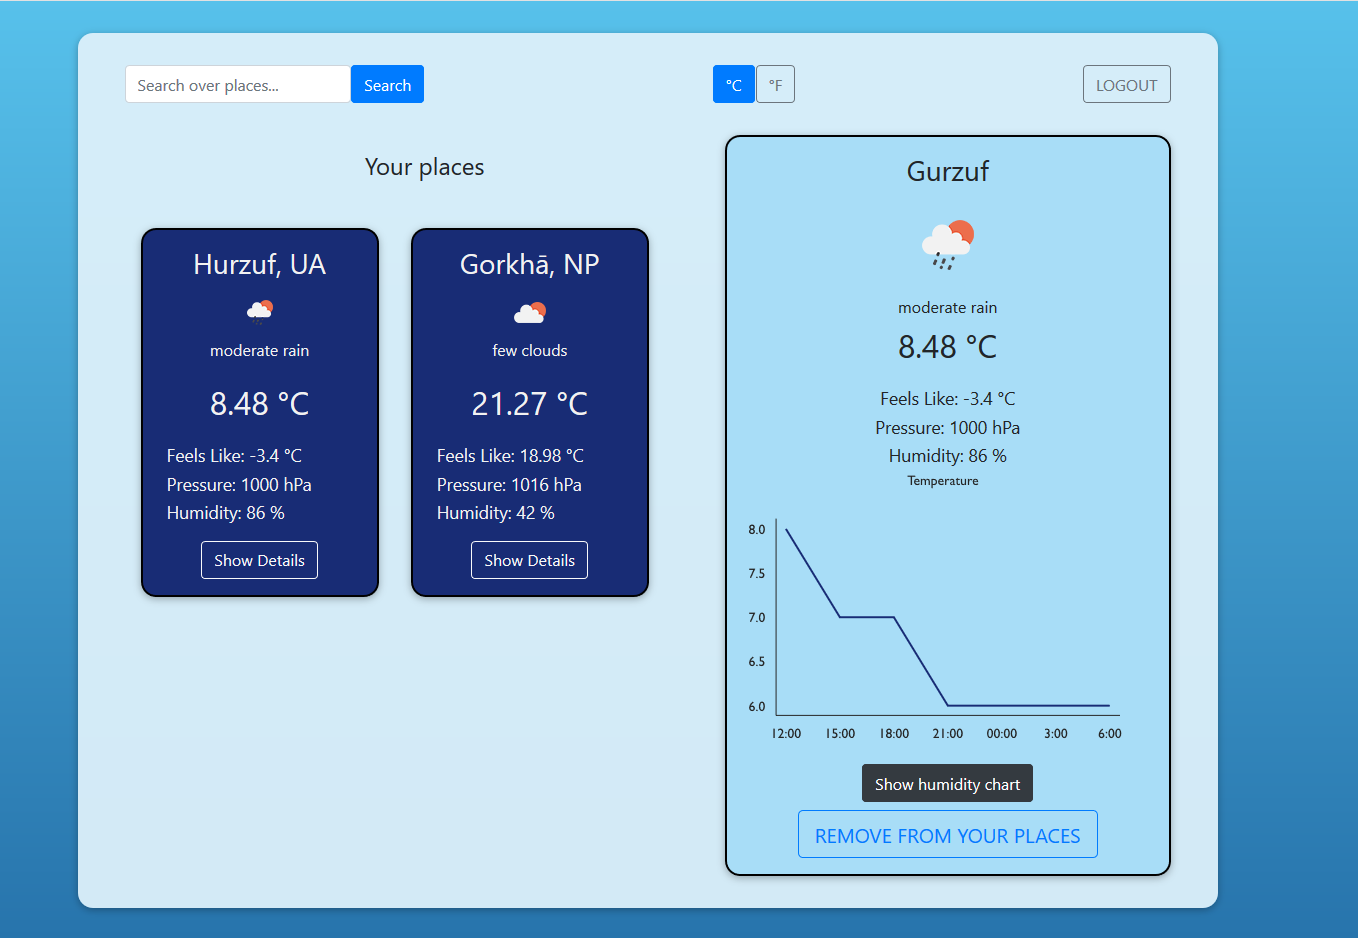 Search over places...
Search
°C
°F
LOGOUT
Your places
Hurzuf, UA
moderate rain
8.48 °C
Feels Like: -3.4 °C
Pressure: 1000 hPa
Humidity: 86 %
Show Details
Gorkhā, NP
few clouds
21.27 °C
Feels Like: 18.98 °C
Pressure: 1016 hPa
Humidity: 42 %
Show Details
Gurzuf
moderate rain
8.48 °C
Feels Like: -3.4 °C
Pressure: 1000 hPa
Humidity: 86 %
Temperature
8.0
7.5
7.0
6.5
6.0
12:00 15:00 18:00 21:00 00:00 3:00 6:00
Show humidity chart
REMOVE FROM YOUR PLACES